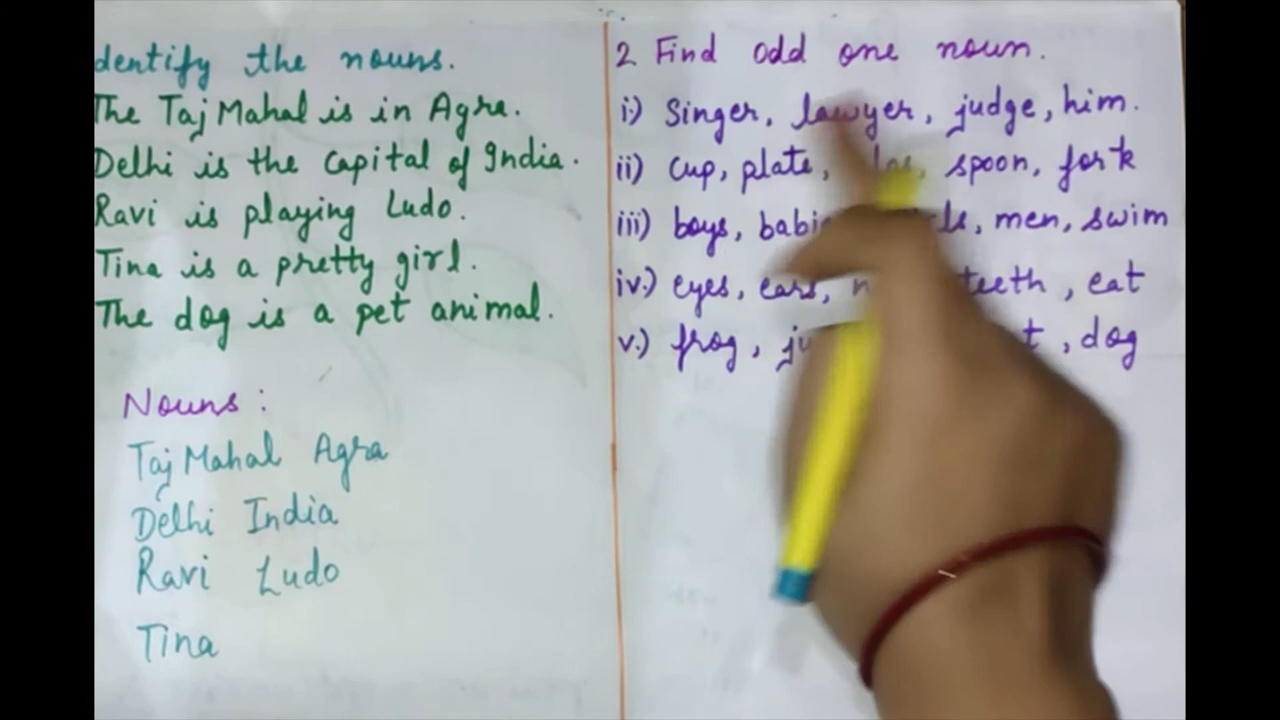 dentify the nouns.
The Taj Mahal is in Agra.
Delhi is the capital of India.
Ravi is playing Ludo.
Tina is a pretty girl.
The dog is a pet animal.
Nouns:
Taj Mahal Agra
Delhi India
Ravi Ludo
Tina
2 Find odd one noun.
i) Singer, lawyer, judge, him.
ii) Cup, plate, spoon, fork
iii) boys, men, swim
iv.) eyes, ears, teeth, eat
v.) frog, dog